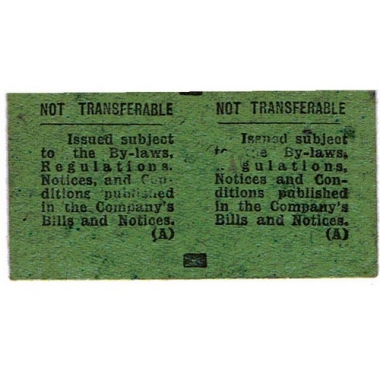 NOT TRANSFERABLE
Issued subject
to the By-laws,
Regulations,
Notices, and Con-
ditions published
in the Company's
Bills and Notices.
(A)
NOT TRANSFERABLE
Issued subject
the By-laws,
gulations,
Notices and Con-
ditions published
in the Company's
Bills and Notices.
(A)